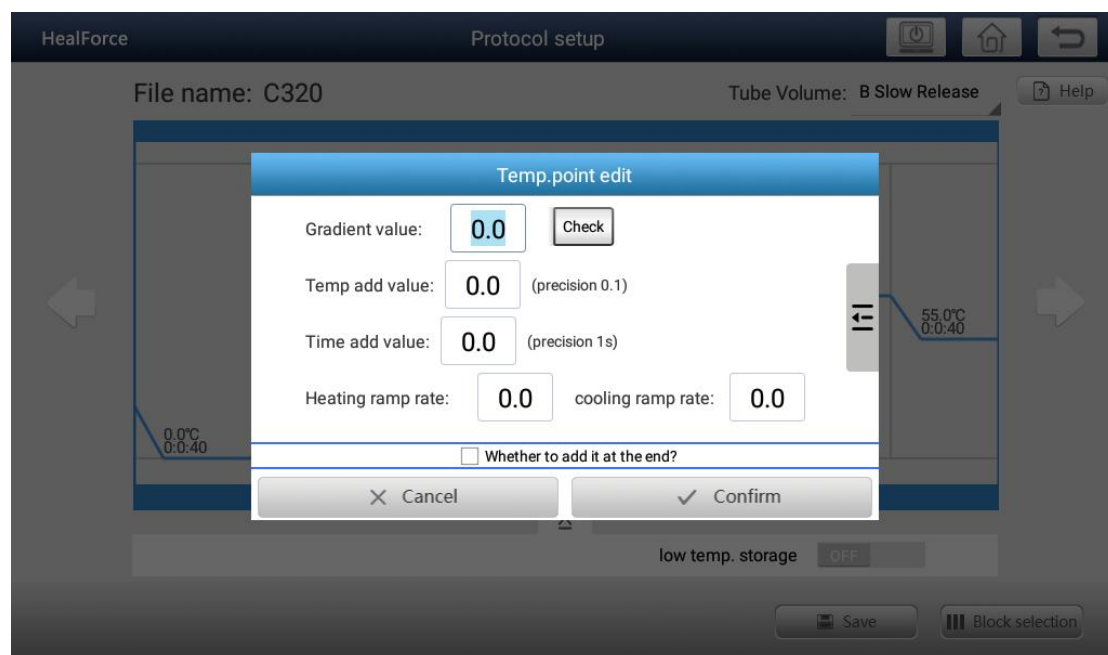 HealForce Protocol setup
File name: C320 Tube Volume: B Slow Release Help
Temp.point edit
Gradient value: 0.0 Check
Temp add value: 0.0 (precision 0.1)
Time add value: 0.0 (precision 1s)
55.0℃
0:0:40
Heating ramp rate: 0.0 cooling ramp rate: 0.0
0.0℃
0:0:40
Whether to add it at the end?
Cancel Confirm
low temp. storage OFF
Save Block selection